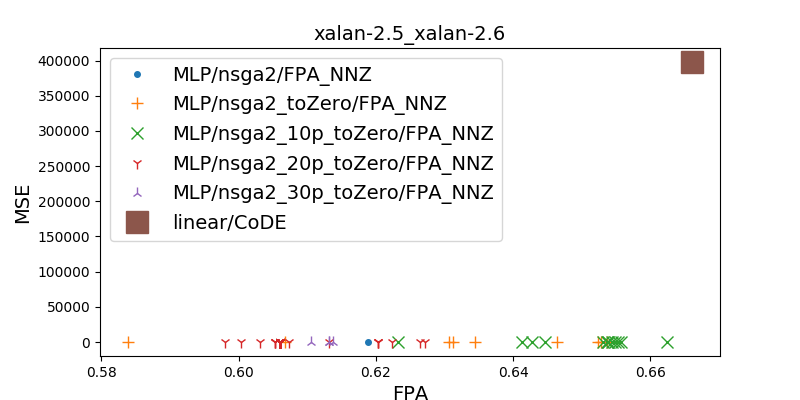 xalan-2.5_xalan-2.6
MSE
400000
350000
300000
250000
200000
150000
100000
50000
0
MLP/nsga2/FPA_NNZ
MLP/nsga2_toZero/FPA_NNZ
MLP/nsga2_10p_toZero/FPA_NNZ
MLP/nsga2_20p_toZero/FPA_NNZ
MLP/nsga2_30p_toZero/FPA_NNZ
linear/CoDE
0.58 0.60 0.62 0.64 0.66
FPA